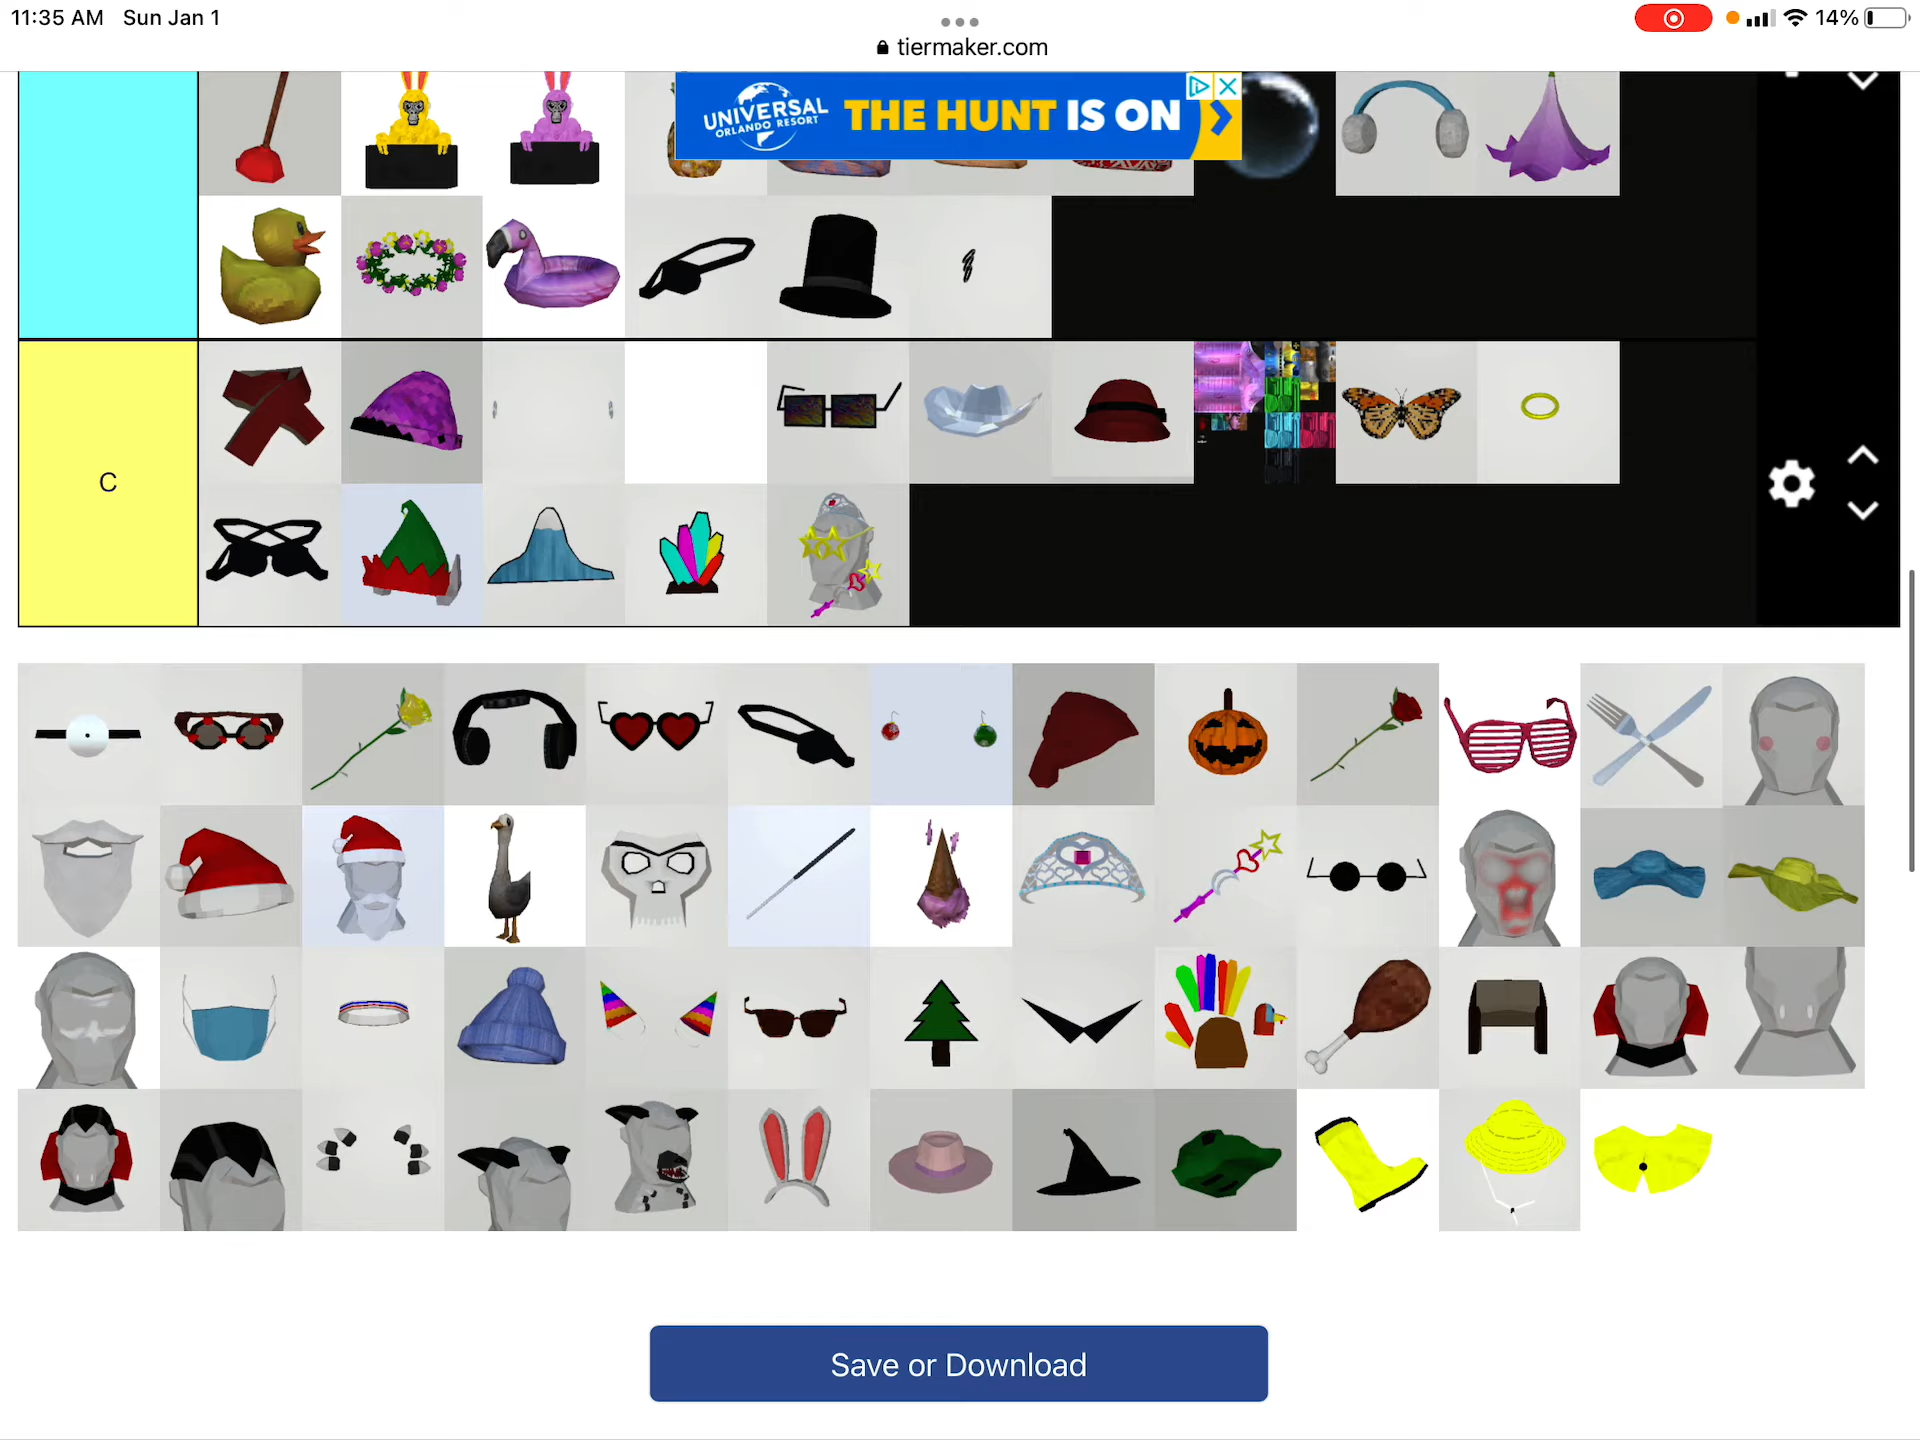 11:35 AM Sun Jan 1
14%
tiermaker.com
UNIVERSAL
ORLANDO RESORT
THE HUNT IS ON
C
Save or Download